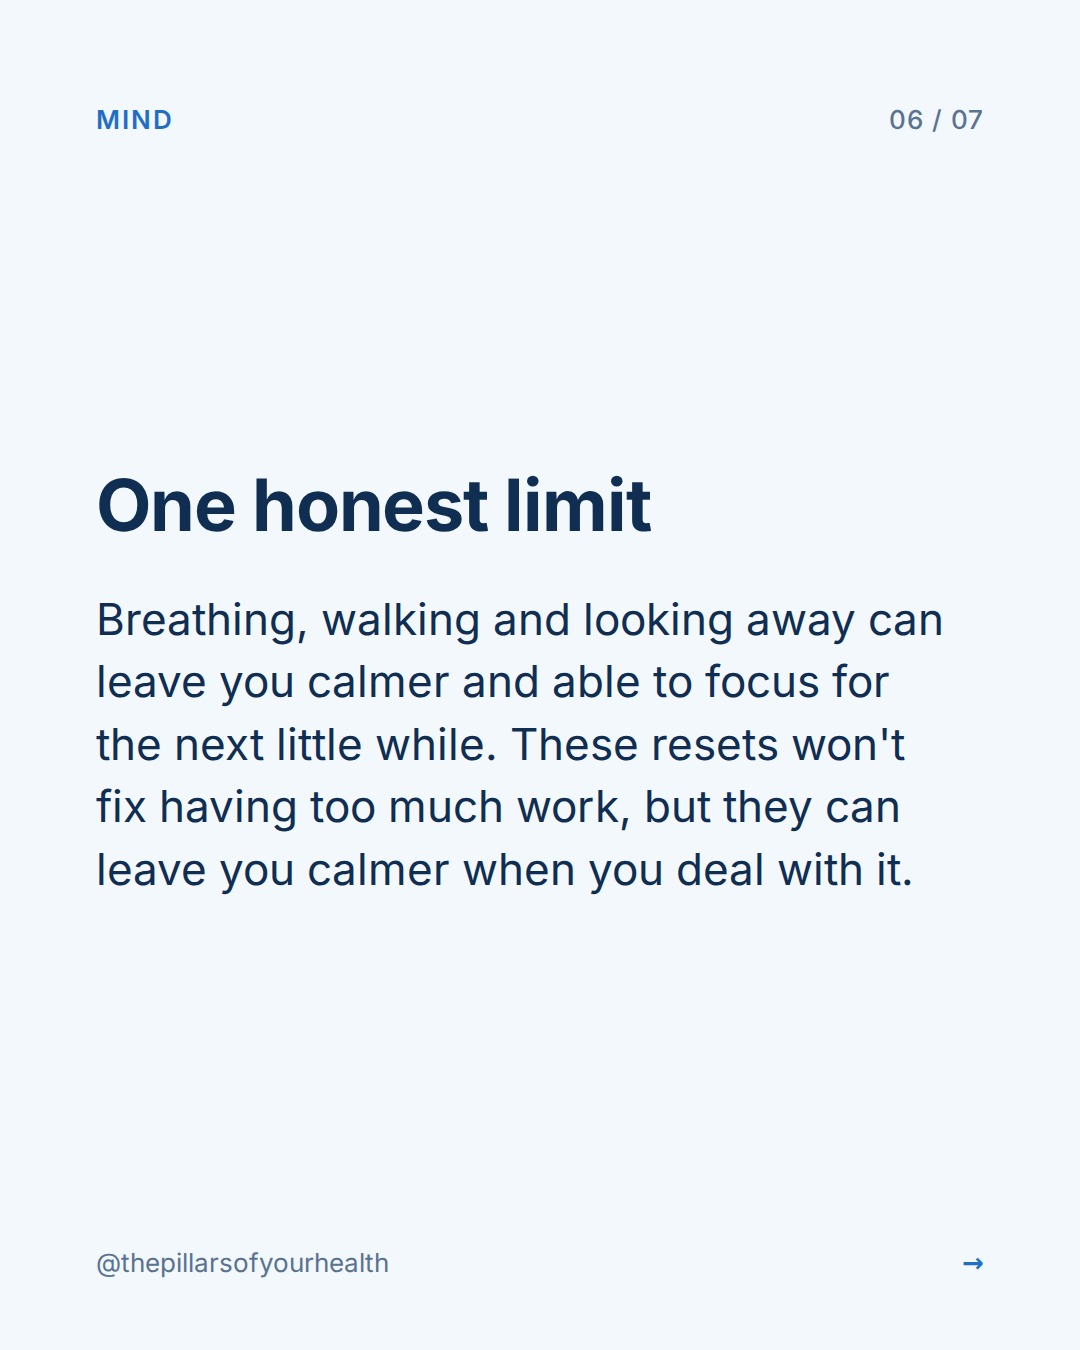 MIND
06 / 07
One honest limit
Breathing, walking and looking away can
leave you calmer and able to focus for
the next little while. These resets won't
fix having too much work, but they can
leave you calmer when you deal with it.
@thepillarsofyourhealth
→